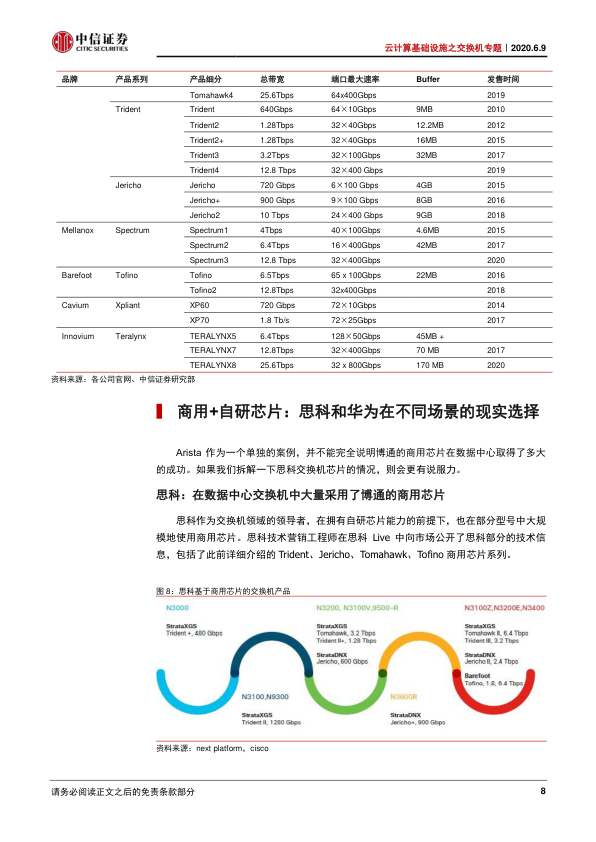 中信证券
CITIC SECURITIES
云计算基础设施之交换机专题｜2020.6.9
品牌 产品系列 产品细分 总带宽 端口最大速率 Buffer 发售时间
Tomahawk4 25.6Tbps 64x400Gbps 2019
Trident Trident 640Gbps 64×10Gbps 9MB 2010
Trident2 1.28Tbps 32×40Gbps 12.2MB 2012
Trident2+ 1.28Tbps 32×40Gbps 16MB 2015
Trident3 3.2Tbps 32×100Gbps 32MB 2017
Trident4 12.8 Tbps 32×400 Gbps 2019
Jericho Jericho 720 Gbps 6×100 Gbps 4GB 2015
Jericho+ 900 Gbps 9×100 Gbps 8GB 2016
Jericho2 10 Tbps 24×400 Gbps 9GB 2018
Mellanox Spectrum Spectrum1 4Tbps 40×100Gbps 4.6MB 2015
Spectrum2 6.4Tbps 16×400Gbps 42MB 2017
Spectrum3 12.8 Tbps 32×400Gbps 2020
Barefoot Tofino Tofino 6.5Tbps 65 x 100Gbps 22MB 2016
Tofino2 12.8Tbps 32x400Gbps 2018
Cavium Xpliant XP60 720 Gbps 72×10Gbps 2014
XP70 1.8 Tb/s 72×25Gbps 2017
Innovium Teralynx TERALYNX5 6.4Tbps 128×50Gbps 45MB +
TERALYNX7 12.8Tbps 32×400Gbps 70 MB 2017
TERALYNX8 25.6Tbps 32 x 800Gbps 170 MB 2020
资料来源：各公司官网、中信证券研究部
商用+自研芯片：思科和华为在不同场景的现实选择
Arista 作为一个单独的案例，并不能完全说明博通的商用芯片在数据中心取得了多大
的成功。如果我们拆解一下思科交换机芯片的情况，则会更有说服力。
思科：在数据中心交换机中大量采用了博通的商用芯片
思科作为交换机领域的领导者，在拥有自研芯片能力的前提下，也在部分型号中大规
模地使用商用芯片。思科技术营销工程师在思科 Live 中向市场公开了思科部分的技术信
息，包括了此前详细介绍的 Trident、Jericho、Tomahawk、Tofino 商用芯片系列。
图 8：思科基于商用芯片的交换机产品
N3000
StrataXGS
Trident +, 480 Gbps
N3100,N9300
StrataXGS
Trident II, 1280 Gbps
N3200, N3100V,9500-R
StrataXGS
Tomahawk, 3.2 Tbps
Trident II+, 1.28 Tbps
StrataDNX
Jericho, 600 Gbps
N3600R
StrataDNX
Jericho+, 900 Gbps
N3100Z,N3200E,N3400
StrataXGS
Tomahawk II, 6.4 Tbps
Trident III, 3.2 Tbps
StrataDNX
Jericho II, 2.4 Tbps
Barefoot
Tofino, 1.8, 6.4 Tbps
资料来源：next platform，cisco
请务必阅读正文之后的免责条款部分
8